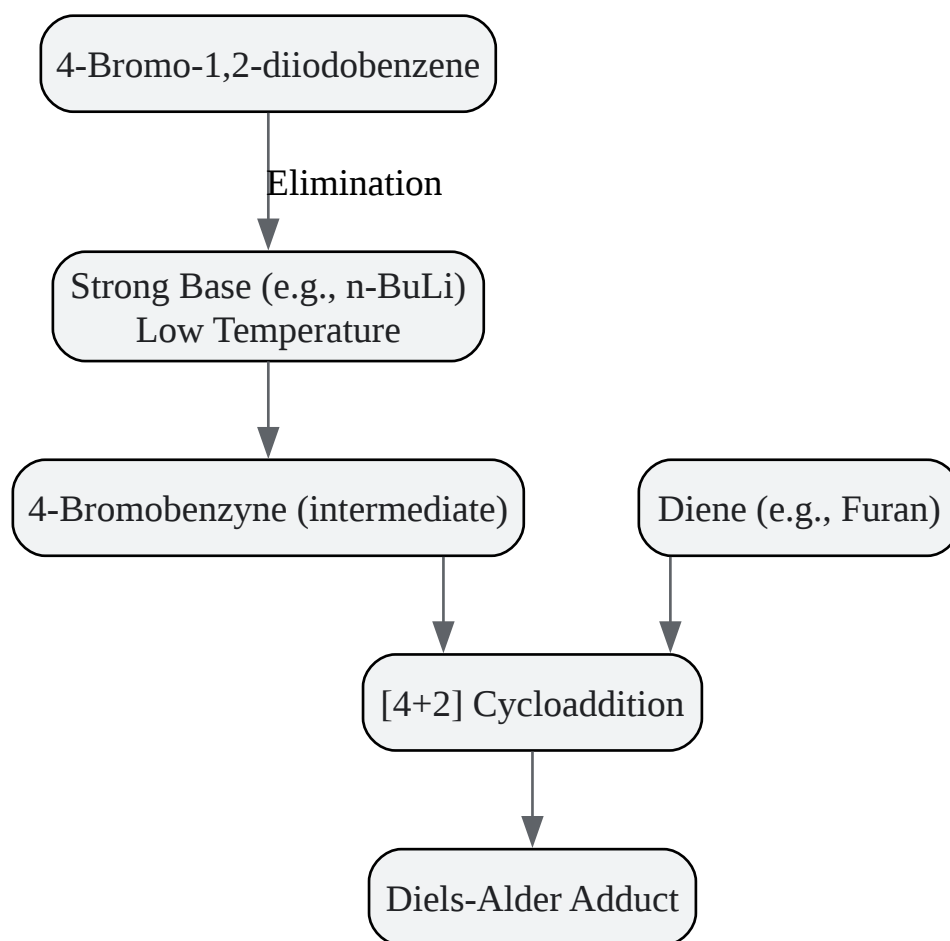 4-Bromo-1,2-diiodobenzene
Elimination
Strong Base (e.g., n-BuLi)
Low Temperature
4-Bromobenzyne (intermediate)
Diene (e.g., Furan)
[4+2] Cycloaddition
Diels-Alder Adduct